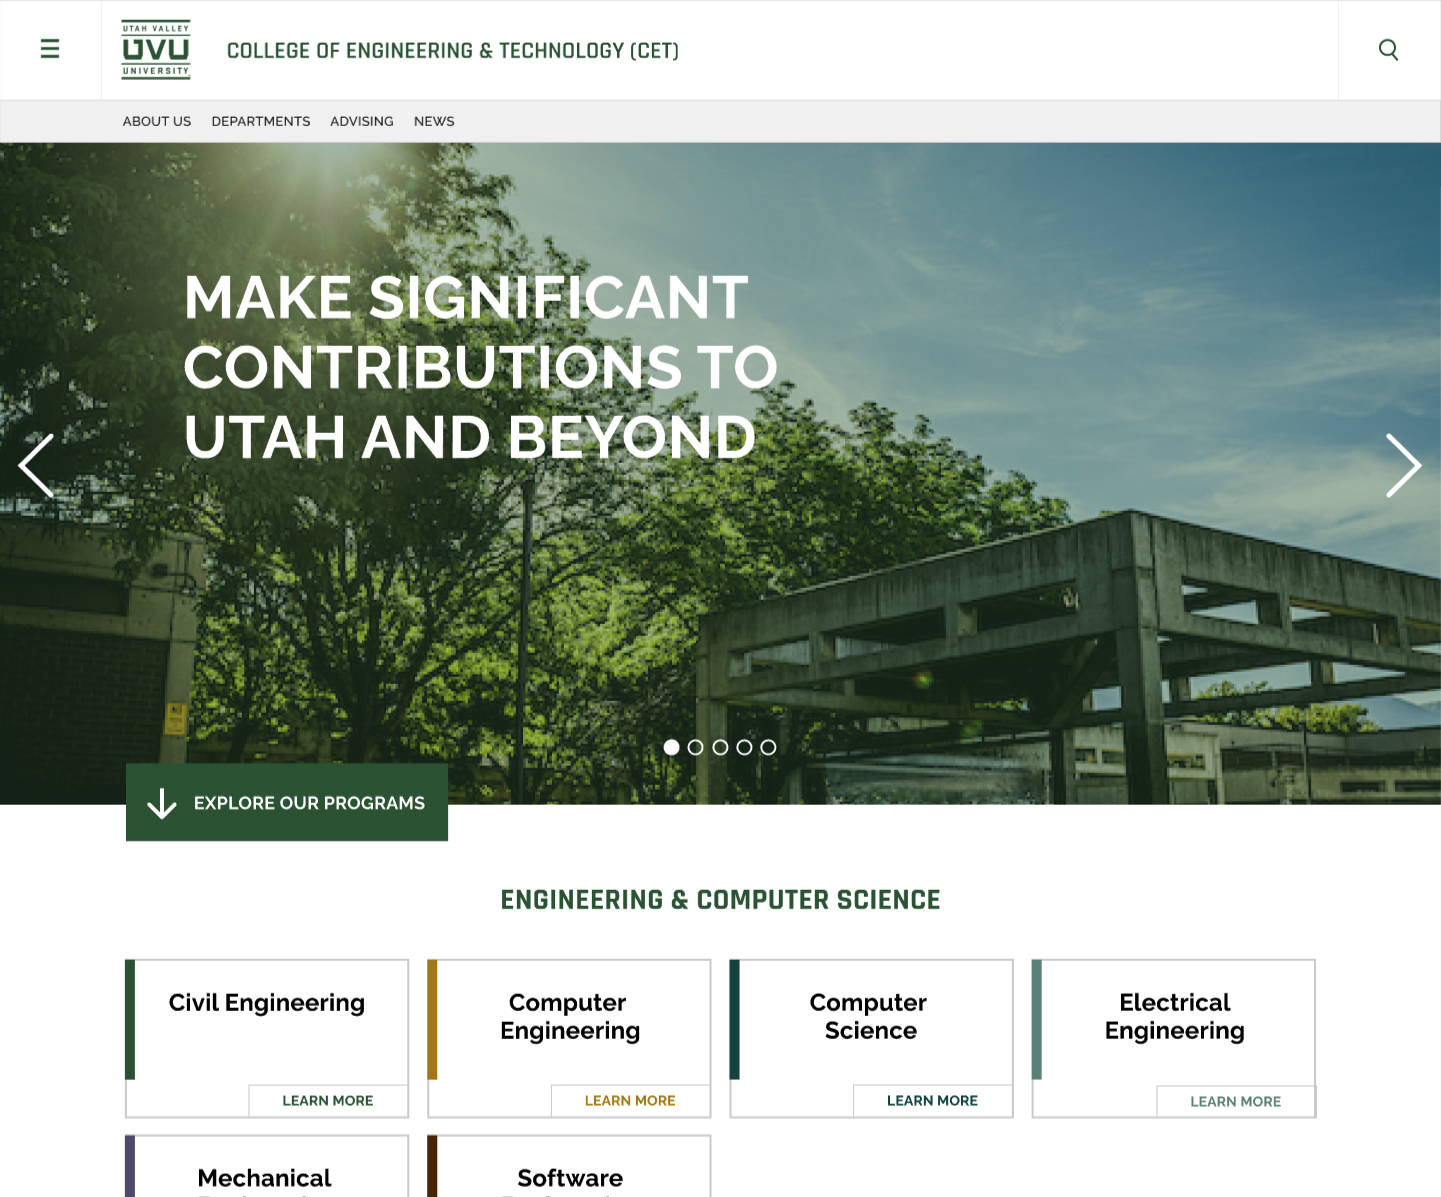 UTAH VALLEY
UVU
UNIVERSITY
COLLEGE OF ENGINEERING & TECHNOLOGY (CET)
ABOUT US DEPARTMENTS ADVISING NEWS
MAKE SIGNIFICANT
CONTRIBUTIONS TO
UTAH AND BEYOND
EXPLORE OUR PROGRAMS
ENGINEERING & COMPUTER SCIENCE
Civil Engineering
LEARN MORE
Computer
Engineering
LEARN MORE
Computer
Science
LEARN MORE
Electrical
Engineering
LEARN MORE
Mechanical
Software